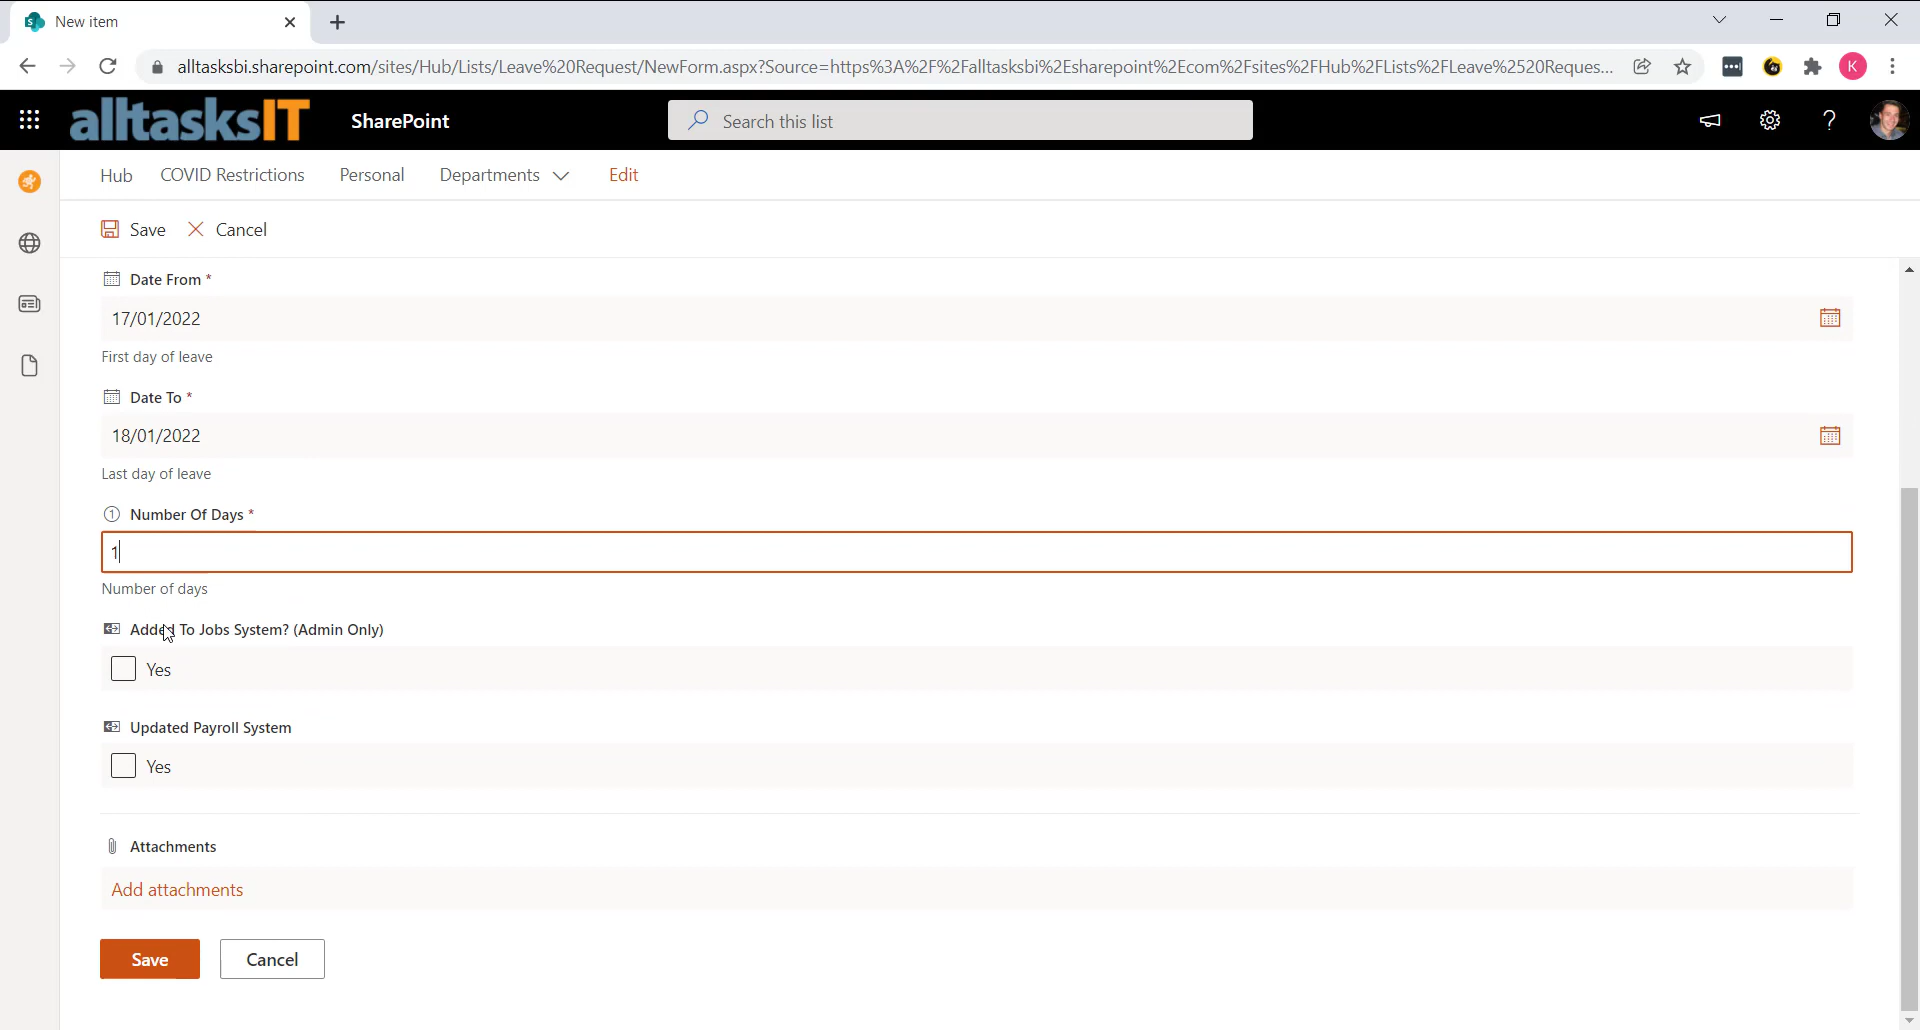 New item
alltasksbi.sharepoint.com/sites/Hub/Lists/Leave%20Request/NewForm.aspx?Source=https%3A%2F%2Falltasksbi%2Esharepoint%2Ecom%2Fsites%2FHub%2FLists%2FLeave%2520Reques...
K
alltasksIT
SharePoint
Search this list
?
Hub
COVID Restrictions
Personal
Departments
Edit
Save
Cancel
Date From *
17/01/2022
First day of leave
Date To *
18/01/2022
Last day of leave
Number Of Days *
1
Number of days
Added To Jobs System? (Admin Only)
Yes
Updated Payroll System
Yes
Attachments
Add attachments
Save
Cancel